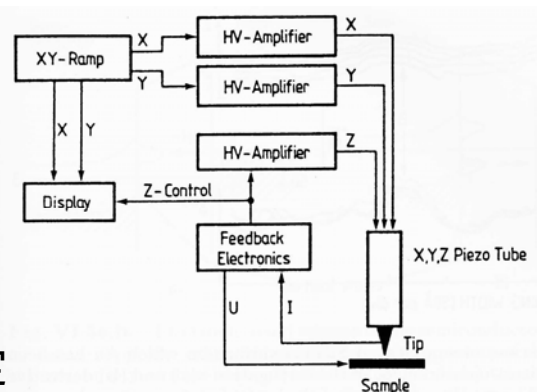 X
HV-Amplifier
X
XY-Ramp
Y
HV-Amplifier
Y
X
Y
HV-Amplifier
Z
Z-Control
Display
Feedback
Electronics
X,Y,Z Piezo Tube
U
I
Tip
Sample